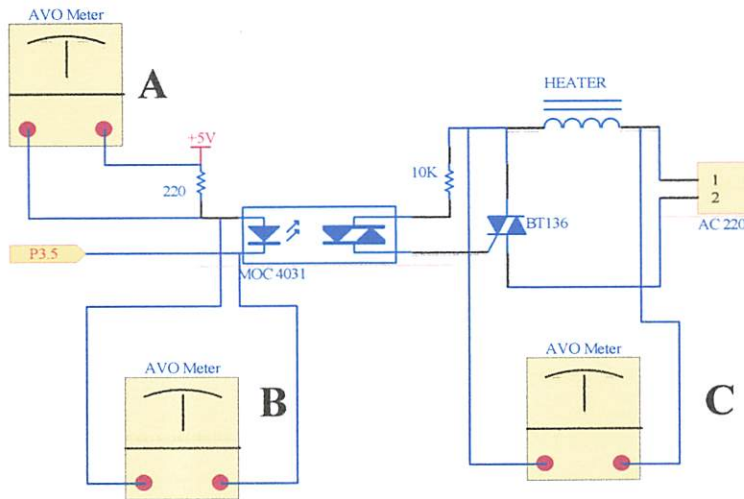 AVO Meter
A
+5V
220
P3.5
MOC 4031
10K
HEATER
BT136
1
2
AC 220
AVO Meter
B
AVO Meter
C